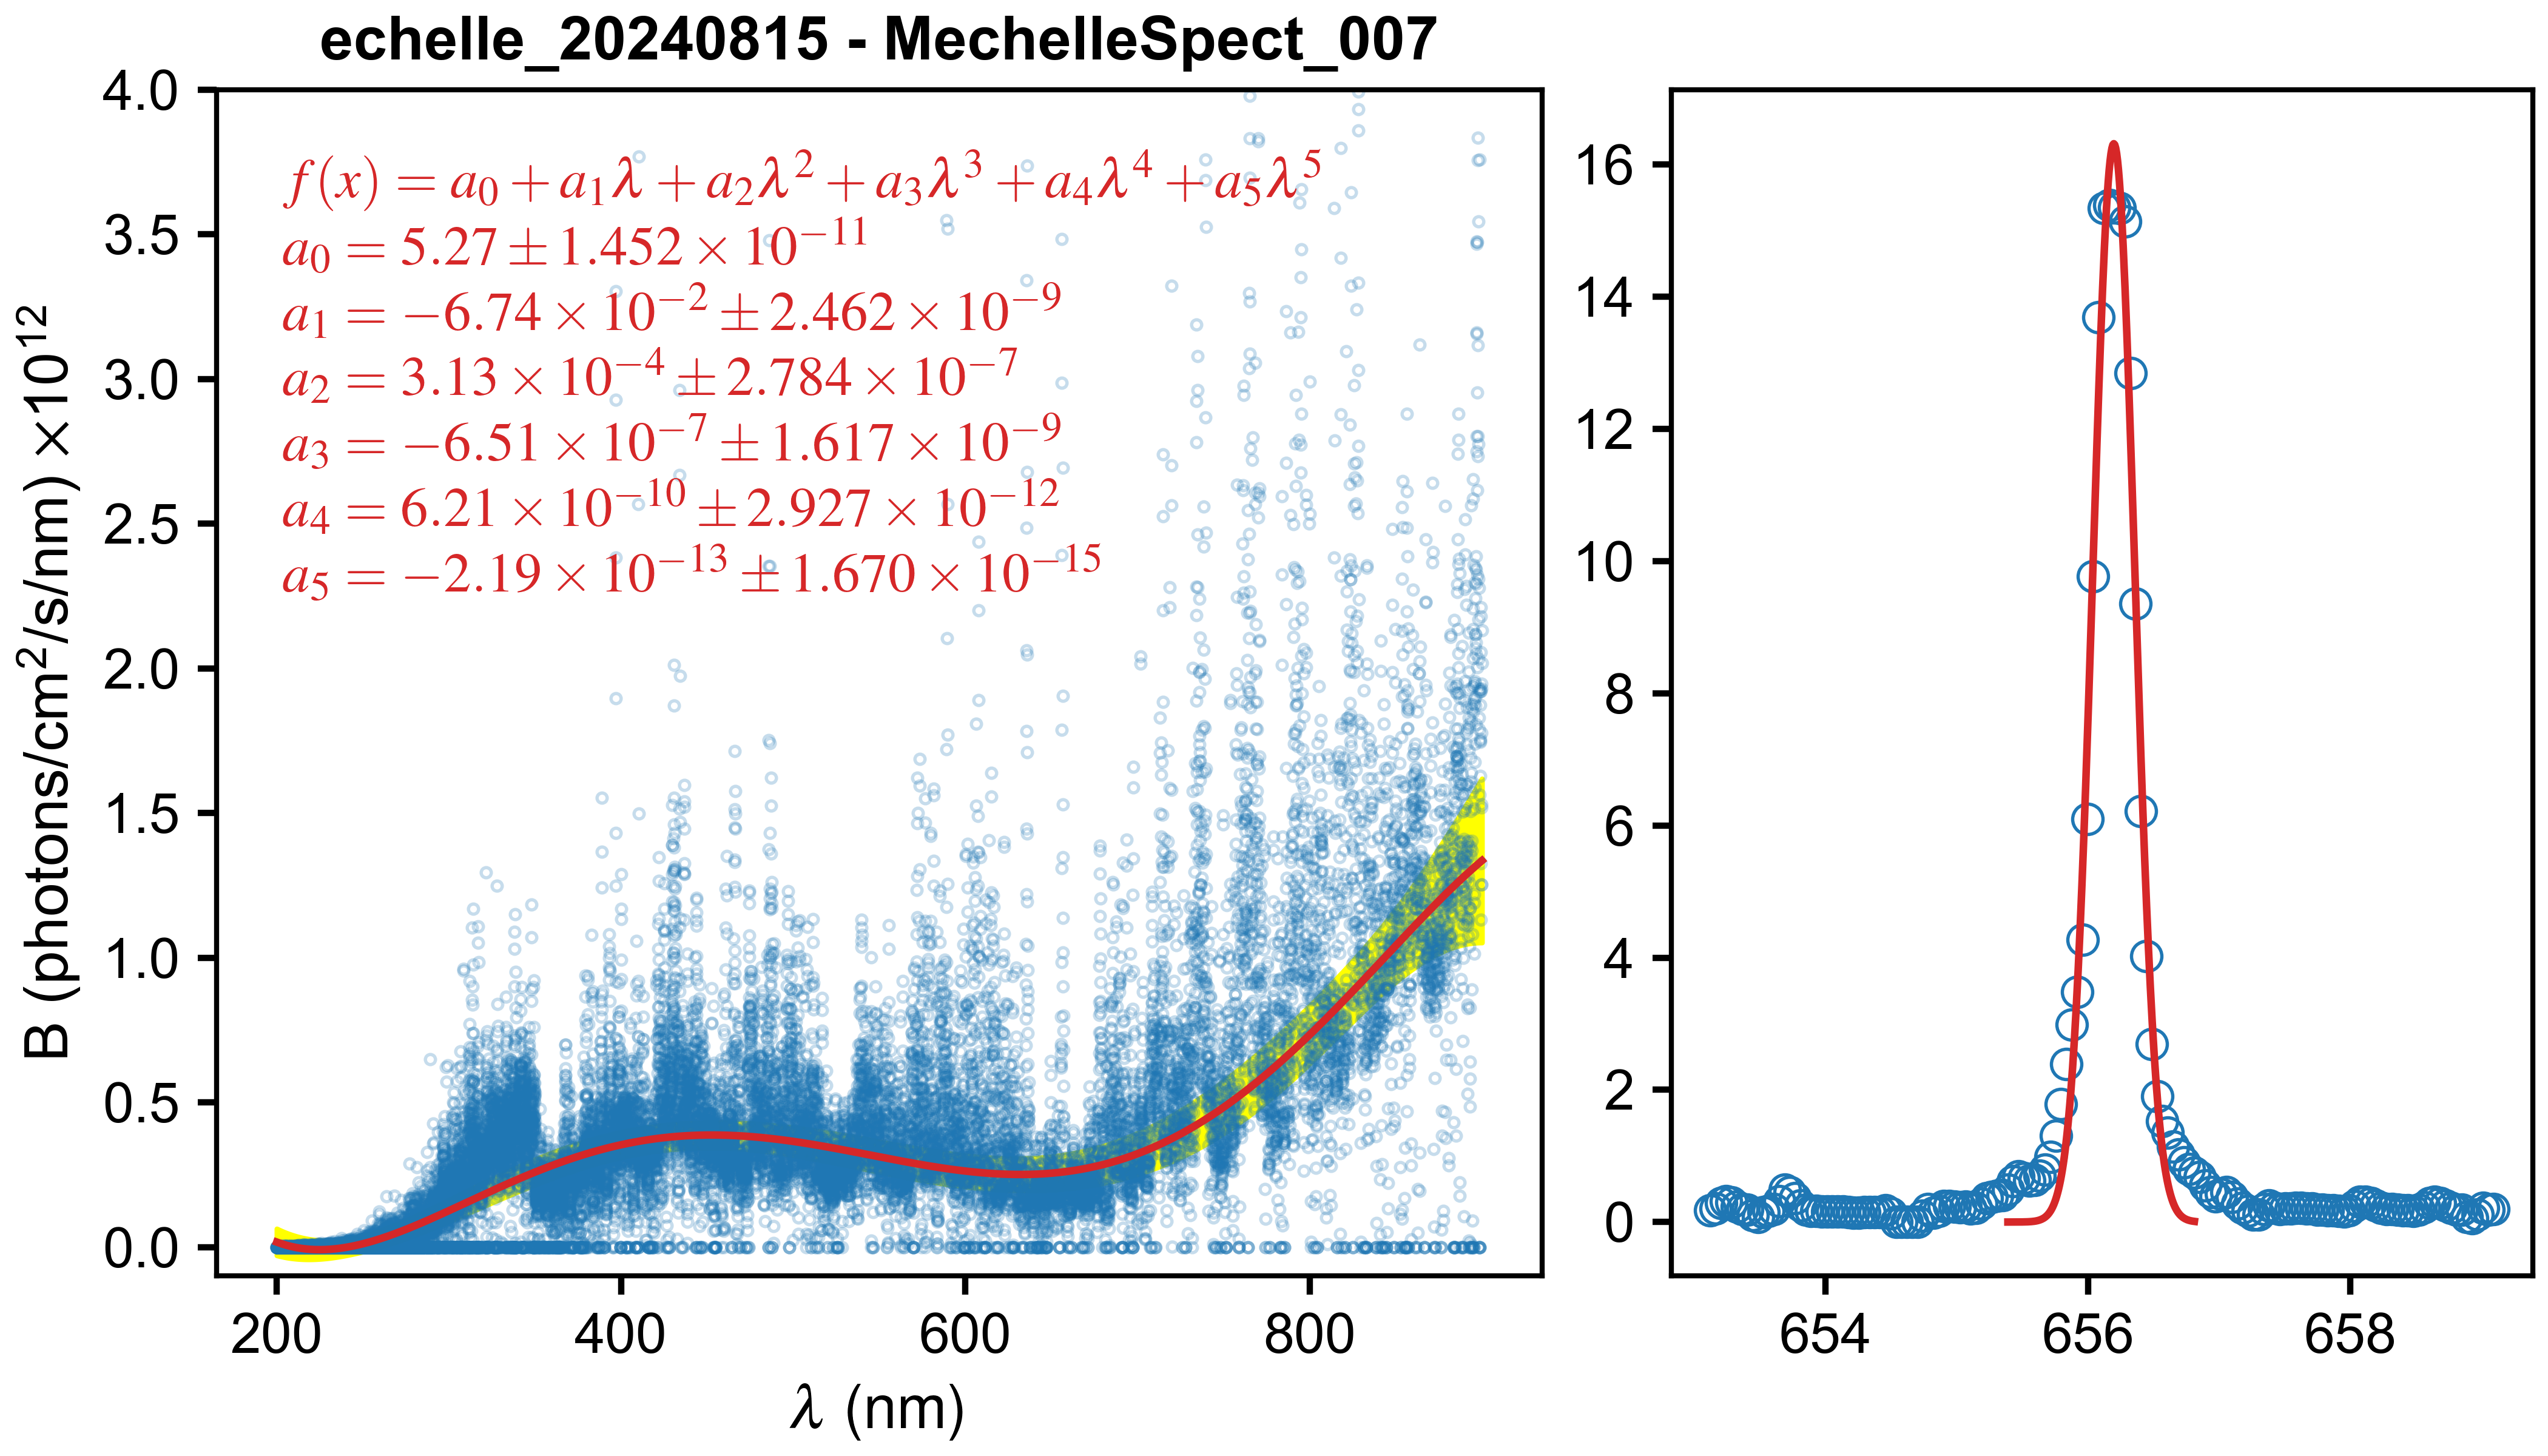 echelle_20240815 - MechelleSpect_007
4.0
3.5
3.0
2.5
2.0
1.5
1.0
0.5
0.0
B (photons/cm²/s/nm) ×10¹²
f(x) = a₀ + a₁λ + a₂λ² + a₃λ³ + a₄λ⁴ + a₅λ⁵
a₀ = 5.27 ± 1.452 × 10⁻¹¹
a₁ = −6.74 × 10⁻² ± 2.462 × 10⁻⁹
a₂ = 3.13 × 10⁻⁴ ± 2.784 × 10⁻⁷
a₃ = −6.51 × 10⁻⁷ ± 1.617 × 10⁻⁹
a₄ = 6.21 × 10⁻¹⁰ ± 2.927 × 10⁻¹²
a₅ = −2.19 × 10⁻¹³ ± 1.670 × 10⁻¹⁵
200 400 600 800
λ (nm)
16
14
12
10
8
6
4
2
0
654 656 658